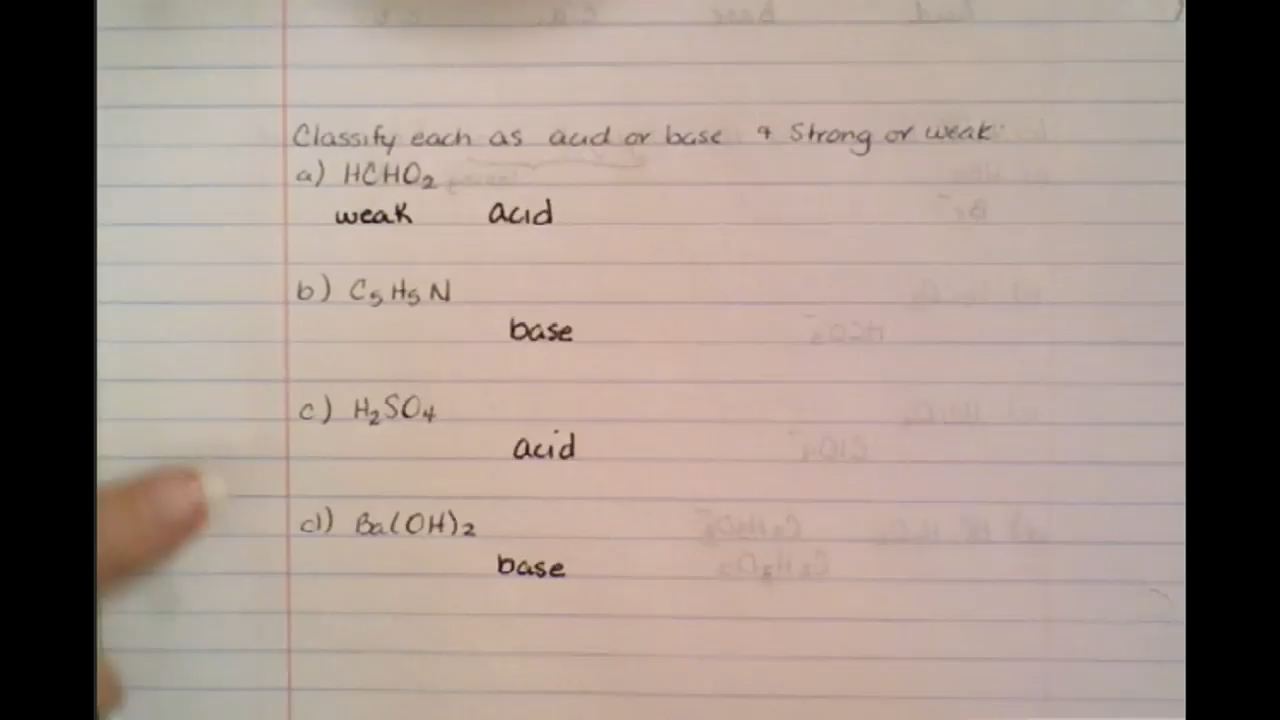 Classify each as acid or base & Strong or weak:
a) HCHO₂
weak acid
b) C₅H₅N
base
c) H₂SO₄
acid
d) Ba(OH)₂
base